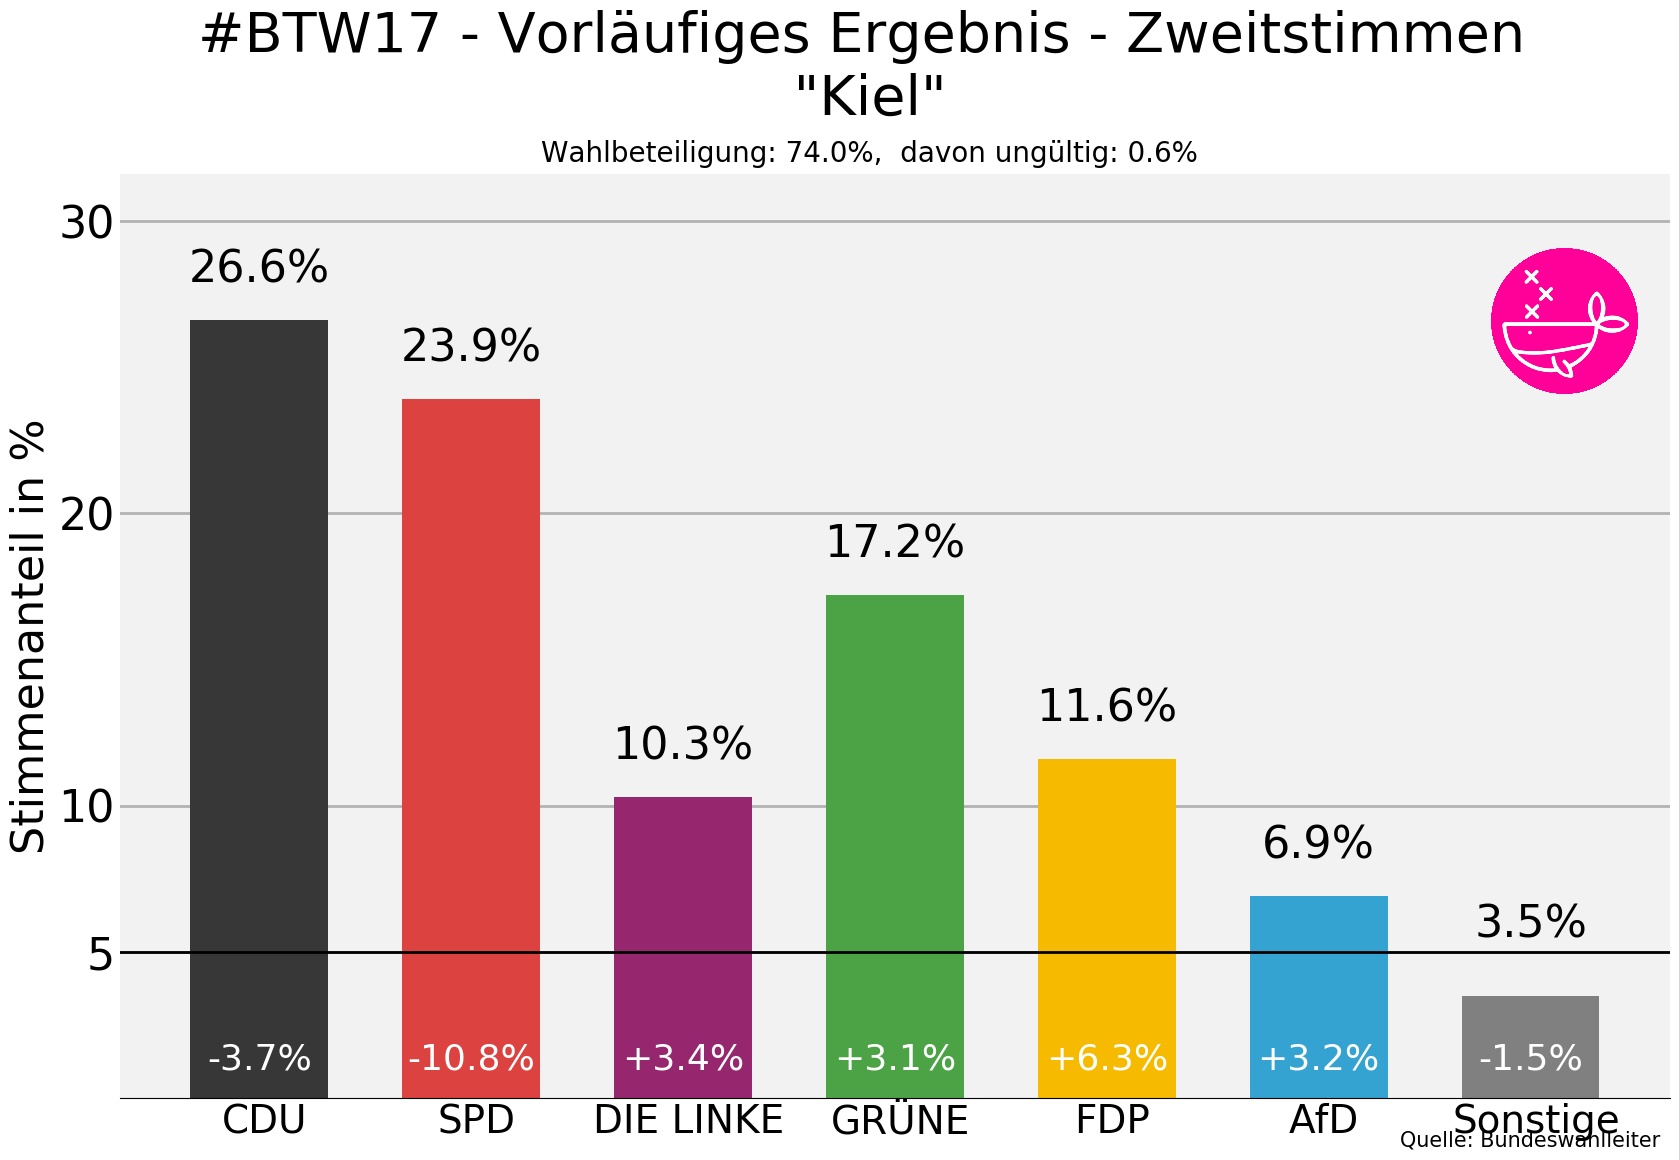 #BTW17 - Vorläufiges Ergebnis - Zweitstimmen
"Kiel"
Wahlbeteiligung: 74.0%,  davon ungültig: 0.6%
Stimmenanteil in %
30
20
10
5
26.6%
23.9%
10.3%
17.2%
11.6%
6.9%
3.5%
-3.7%
-10.8%
+3.4%
+3.1%
+6.3%
+3.2%
-1.5%
CDU
SPD
DIE LINKE
GRÜNE
FDP
AfD
Sonstige
Quelle: Bundeswahlleiter